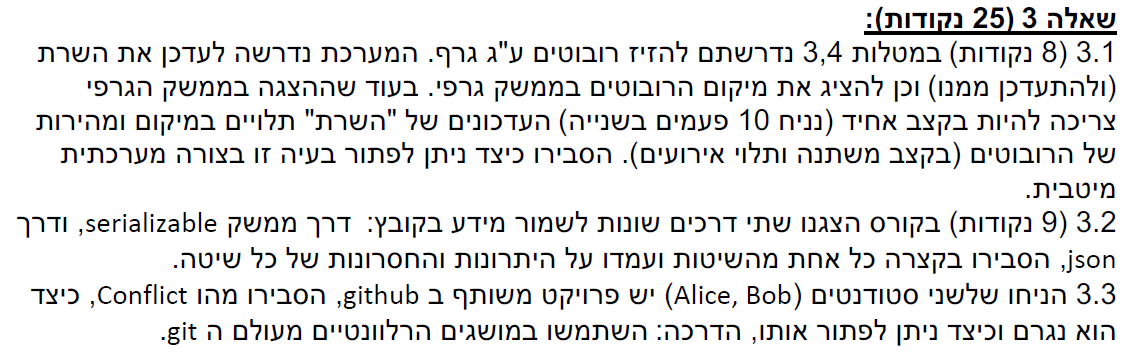 שאלה 3 (25 נקודות):
3.1 (8 נקודות) במטלות 3,4 נדרשתם להזיז רובוטים ע"ג גרף. המערכת נדרשה לעדכן את השרת
(ולהתעדכן ממנו) וכן להציג את מיקום הרובוטים בממשק גרפי. בעוד שההצגה בממשק הגרפי
צריכה להיות בקצב אחיד (נניח 10 פעמים בשנייה) העדכונים של "השרת" תלויים במיקום ומהירות
של הרובוטים (בקצב משתנה ותלוי אירועים). הסבירו כיצד ניתן לפתור בעיה זו בצורה מערכתית
מיטבית.
3.2 (9 נקודות) בקורס הצגנו שתי דרכים שונות לשמור מידע בקובץ: דרך ממשק serializable, ודרך
json, הסבירו בקצרה כל אחת מהשיטות ועמדו על היתרונות והחסרונות של כל שיטה.
3.3 הניחו שלשני סטודנטים (Alice, Bob) יש פרויקט משותף ב github, הסבירו מהו Conflict, כיצד
הוא נגרם וכיצד ניתן לפתור אותו, הדרכה: השתמשו במושגים הרלוונטיים מעולם ה git.